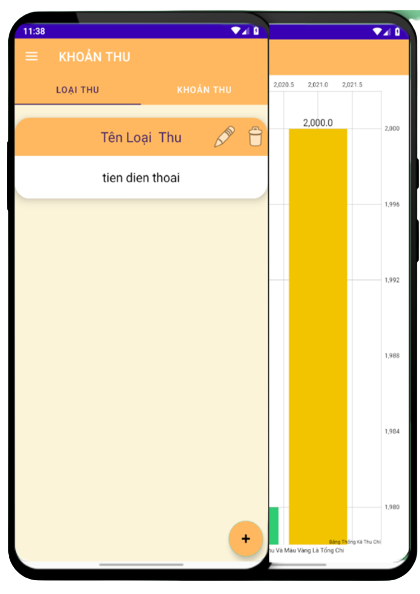 11:38
KHOẢN THU
LOẠI THU
KHOẢN THU
Tên Loại Thu
tien dien thoai
+
2,020.5 2,021.0 2,021.5
2,000.0
2,000
1,996
1,992
1,988
1,984
1,980
Bảng Thống Kê Thu Chi
Và Màu Vàng Là Tổng Chi